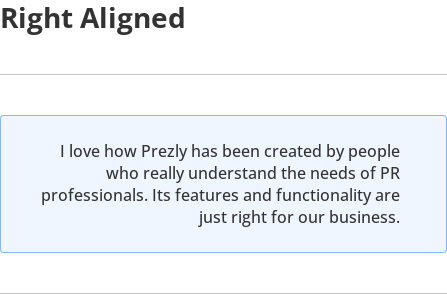 Right Aligned
I love how Prezly has been created by people
who really understand the needs of PR
professionals. Its features and functionality are
just right for our business.